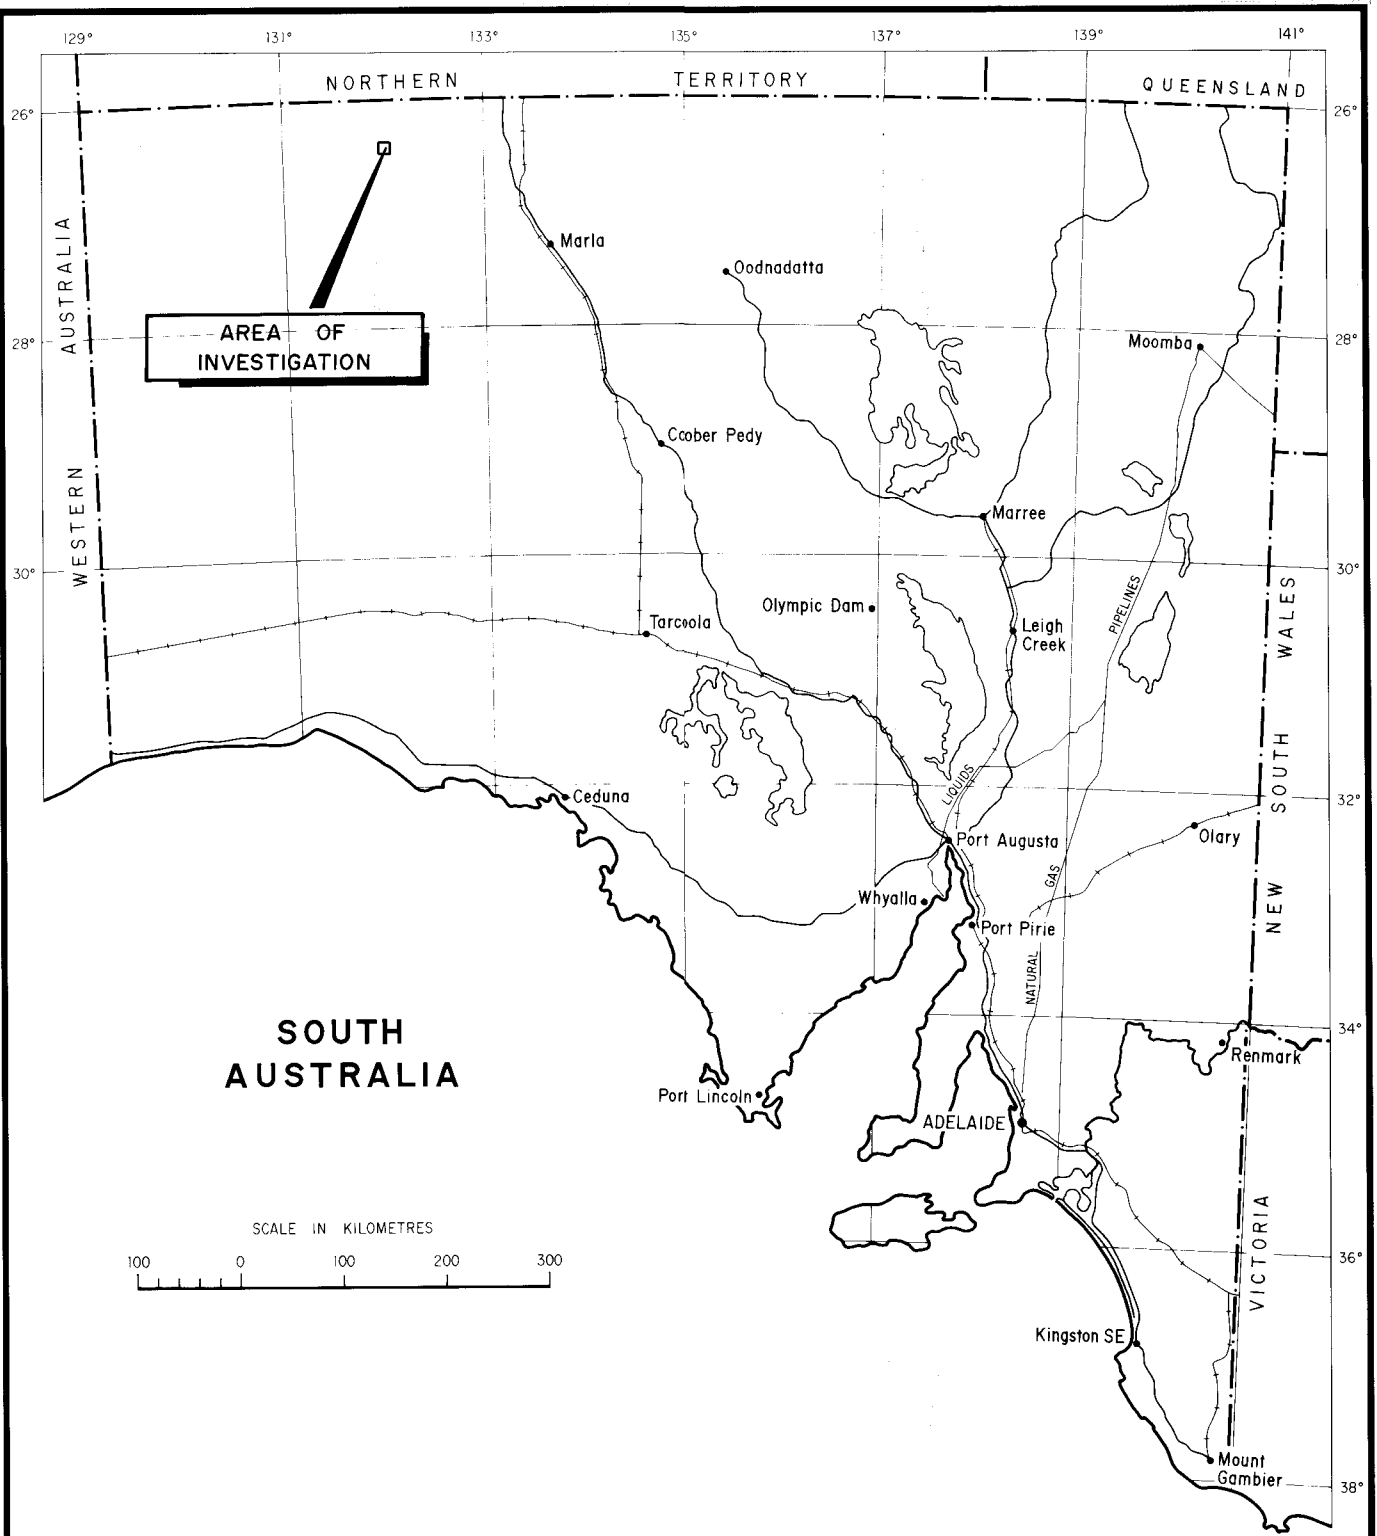 129° 131° 133° 135° 137° 139° 141°
NORTHERN TERRITORY QUEENSLAND
26° 26°
AUSTRALIA
WESTERN
Marla
Oodnadatta
AREA OF
INVESTIGATION
28° 28°
Moomba
Coober Pedy
Marree
30° 30°
PIPELINES
Olympic Dam
Tarcoola
Leigh
Creek
NEW SOUTH WALES
LIQUIDS
Ceduna
32° 32°
Port Augusta
Olary
GAS
Whyalla
Port Pirie
NATURAL
SOUTH
AUSTRALIA
34°
Renmark
Port Lincoln
ADELAIDE
VICTORIA
SCALE IN KILOMETRES
100 0 100 200 300
36°
Kingston SE
Mount
Gambier
38°